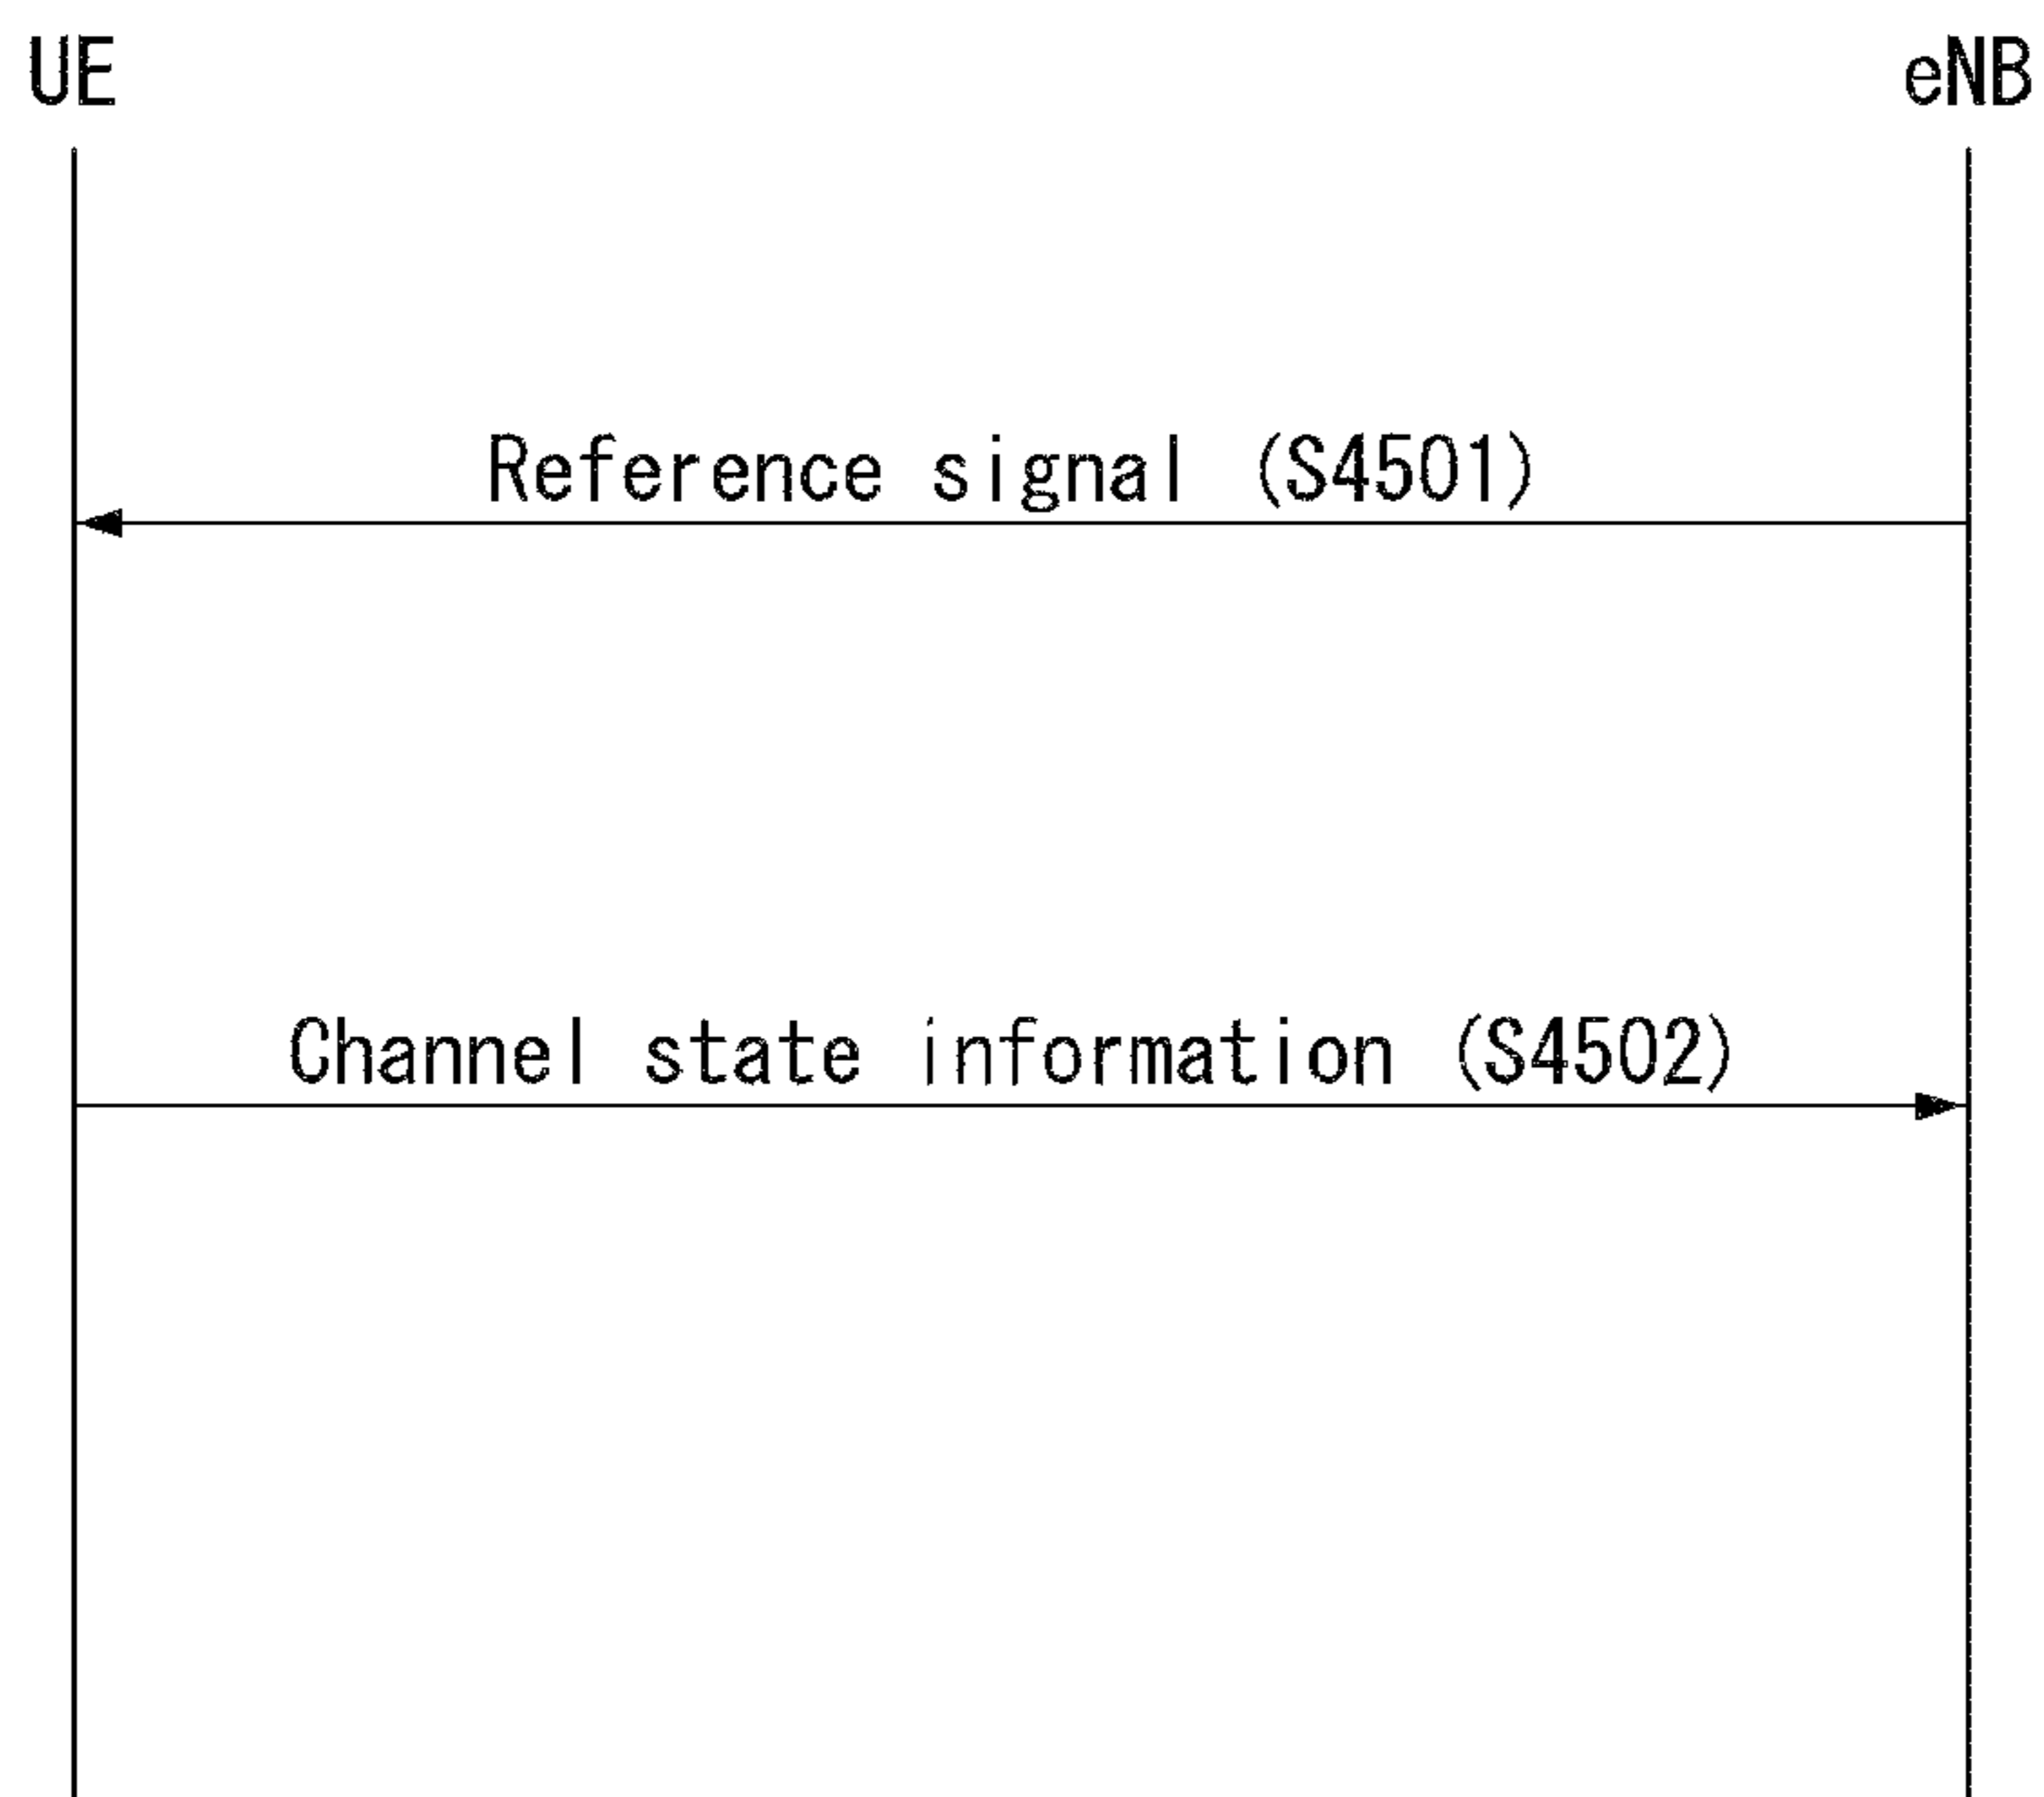 UE
eNB
Reference signal (S4501)
Channel state information (S4502)